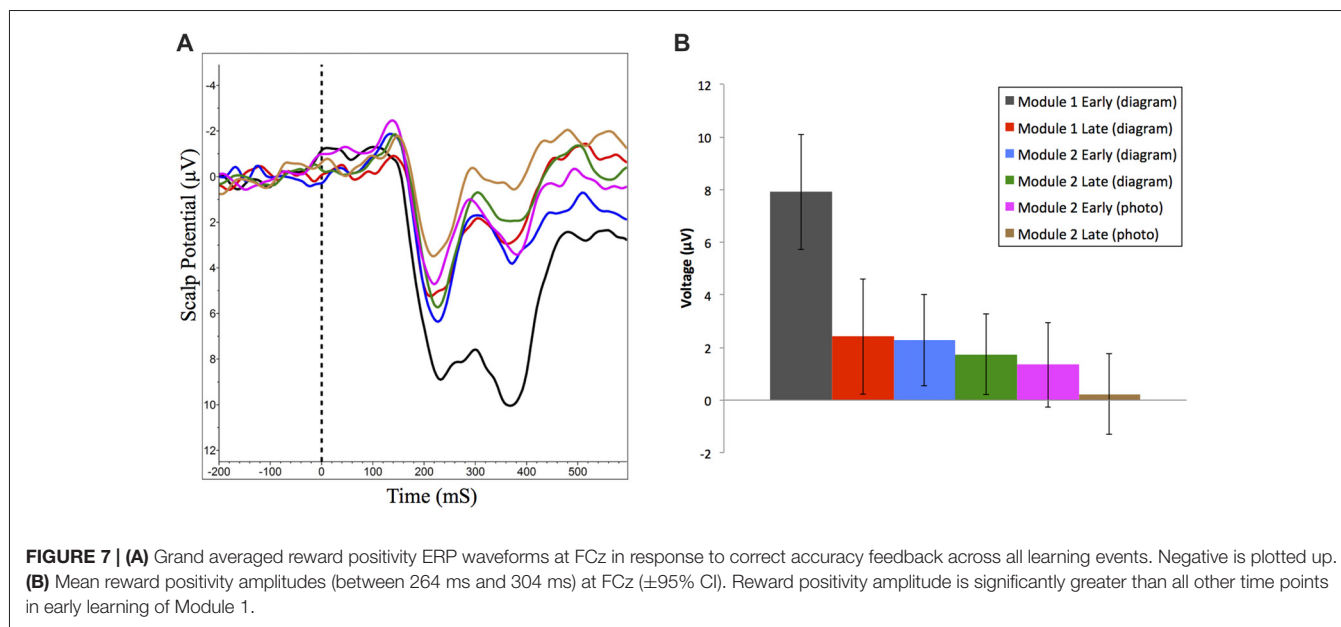 A
-4
-2
0
2
4
6
8
10
12
Scalp Potential (µV)
-200 -100 0 100 200 300 400 500
Time (mS)
B
12
10
8
6
4
2
0
-2
Voltage (µV)
Module 1 Early (diagram)
Module 1 Late (diagram)
Module 2 Early (diagram)
Module 2 Late (diagram)
Module 2 Early (photo)
Module 2 Late (photo)
FIGURE 7 | (A) Grand averaged reward positivity ERP waveforms at FCz in response to correct accuracy feedback across all learning events. Negative is plotted up.
(B) Mean reward positivity amplitudes (between 264 ms and 304 ms) at FCz (±95% CI). Reward positivity amplitude is significantly greater than all other time points
in early learning of Module 1.